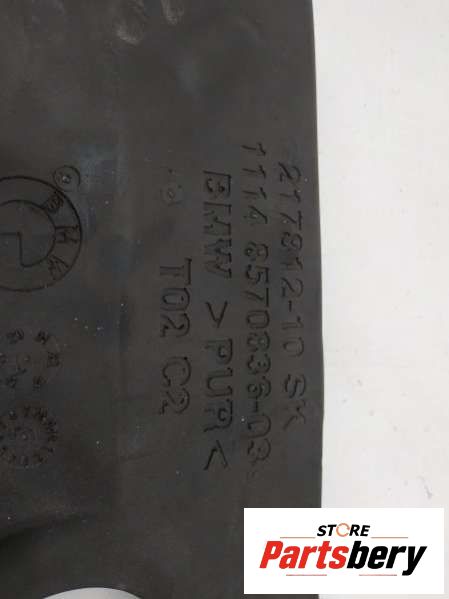 217812-10 SK
1114 8570836-03
BMW >PUR<
T02 C2
STORE
Partsbery